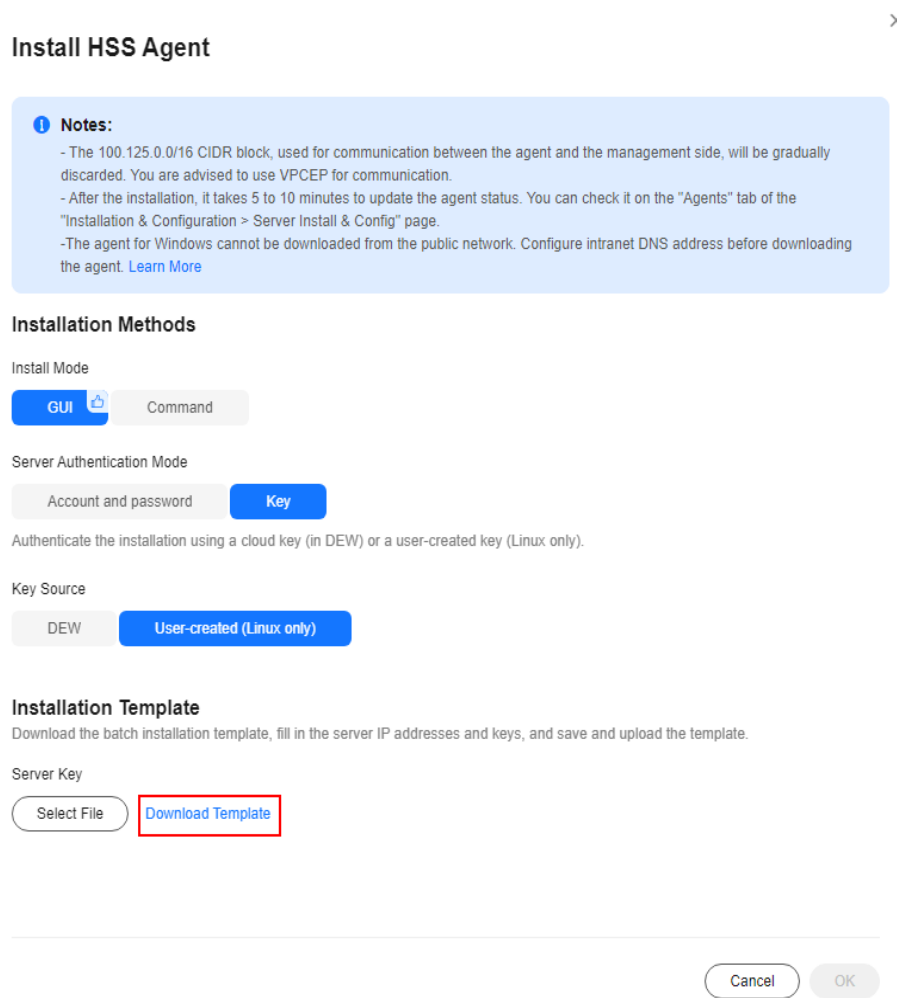 Install HSS Agent
Notes:
- The 100.125.0.0/16 CIDR block, used for communication between the agent and the management side, will be gradually
discarded. You are advised to use VPCEP for communication.
- After the installation, it takes 5 to 10 minutes to update the agent status. You can check it on the "Agents" tab of the
"Installation & Configuration > Server Install & Config" page.
-The agent for Windows cannot be downloaded from the public network. Configure intranet DNS address before downloading
the agent. Learn More
Installation Methods
Install Mode
GUI Command
Server Authentication Mode
Account and password Key
Authenticate the installation using a cloud key (in DEW) or a user-created key (Linux only).
Key Source
DEW User-created (Linux only)
Installation Template
Download the batch installation template, fill in the server IP addresses and keys, and save and upload the template.
Server Key
Select File Download Template
Cancel OK